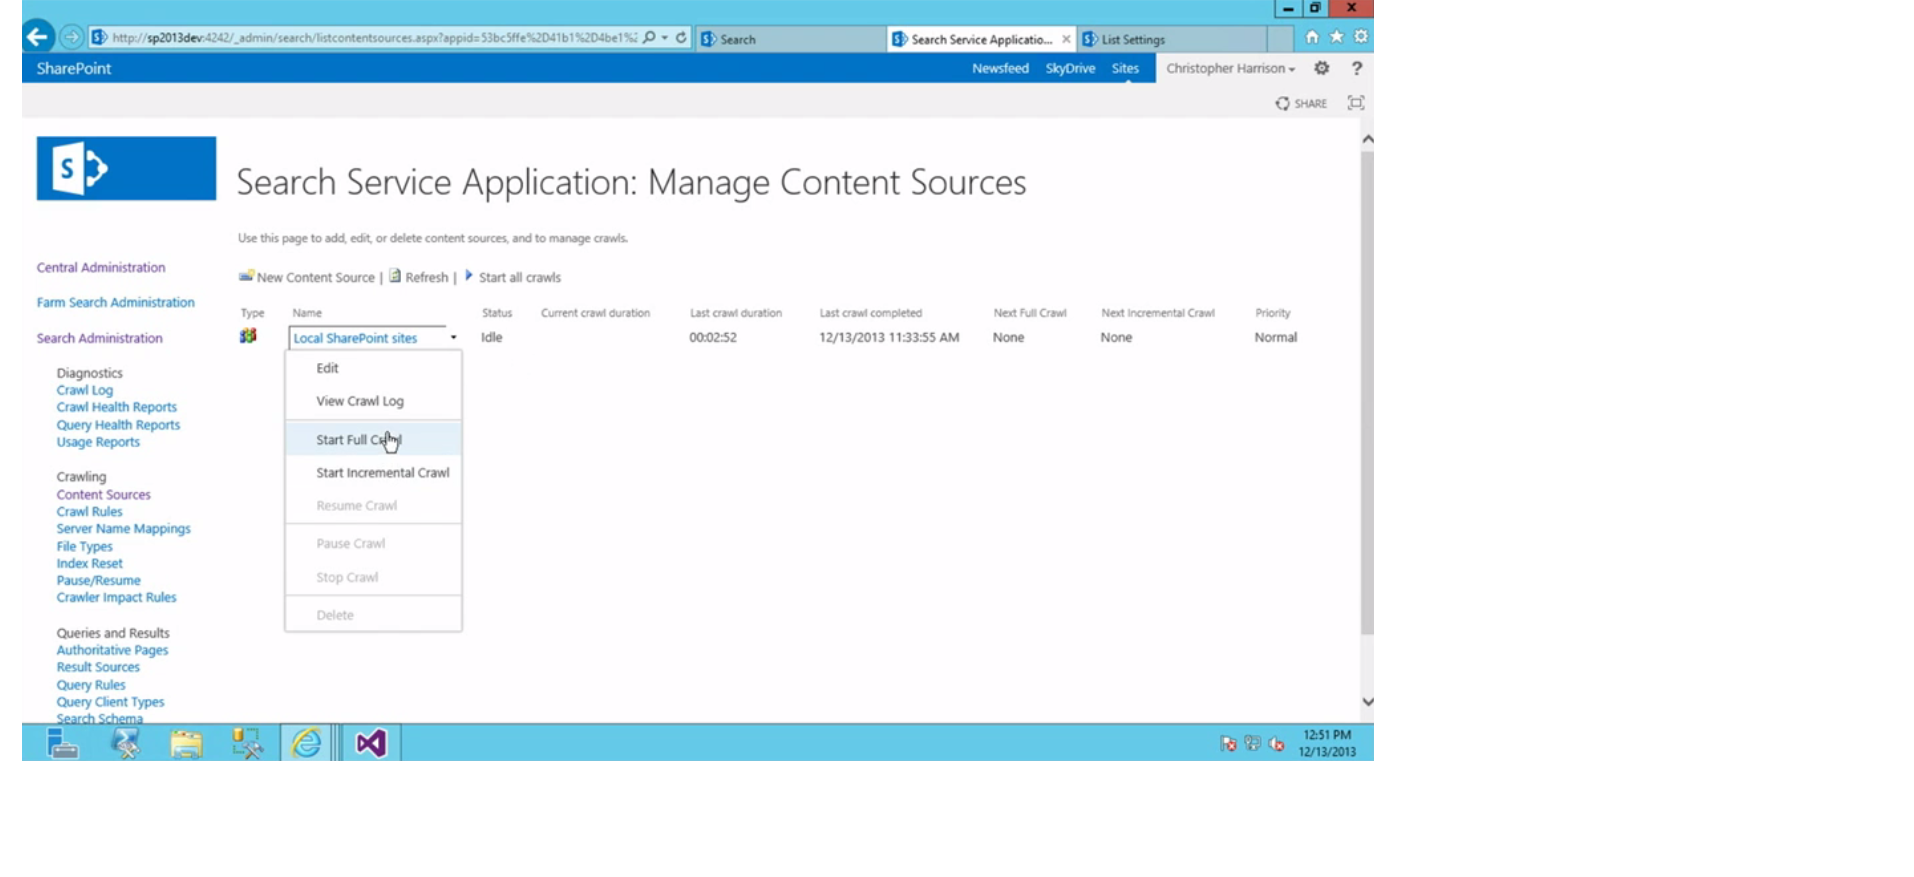 http://sp2013dev:4242/_admin/search/listcontentsources.aspx?appid=53bc5ffe%2D41b1%2D4be1%2
Search
Search Service Applicatio...
List Settings
SharePoint
Newsfeed
SkyDrive
Sites
Christopher Harrison
?
SHARE
S
Search Service Application: Manage Content Sources
Use this page to add, edit, or delete content sources, and to manage crawls.
New Content Source | Refresh | Start all crawls
Type Name Status Current crawl duration Last crawl duration Last crawl completed Next Full Crawl Next Incremental Crawl Priority
Local SharePoint sites Idle 00:02:52 12/13/2013 11:33:55 AM None None Normal
Edit
View Crawl Log
Start Full Crawl
Start Incremental Crawl
Resume Crawl
Pause Crawl
Stop Crawl
Delete
Central Administration
Farm Search Administration
Search Administration
Diagnostics
Crawl Log
Crawl Health Reports
Query Health Reports
Usage Reports
Crawling
Content Sources
Crawl Rules
Server Name Mappings
File Types
Index Reset
Pause/Resume
Crawler Impact Rules
Queries and Results
Authoritative Pages
Result Sources
Query Rules
Query Client Types
Search Schema
12:51 PM
12/13/2013